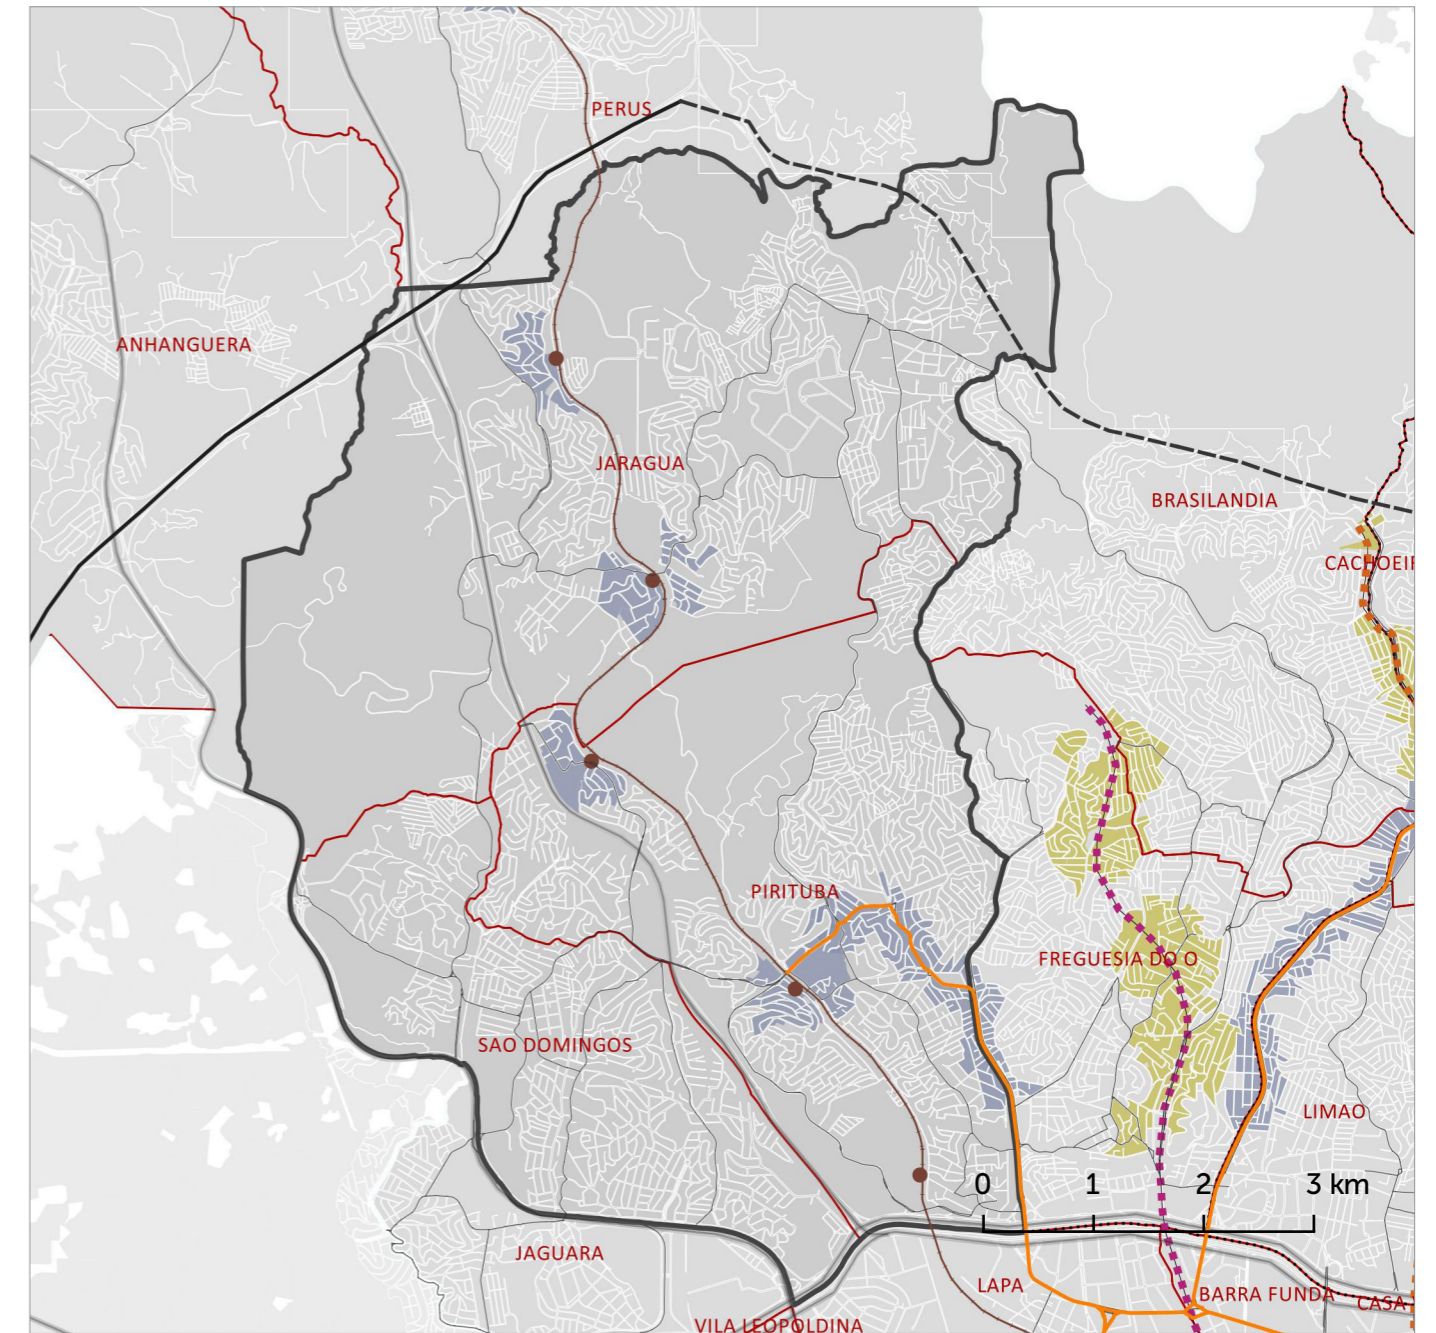 PERUS
ANHANGUERA
JARAGUA
BRASILANDIA
CACHOEIR
PIRITUBA
FREGUESIA DO O
SAO DOMINGOS
LIMAO
0 1 2 3 km
JAGUARA
LAPA
BARRA FUNDA
CASA
VILA LEOPOLDINA